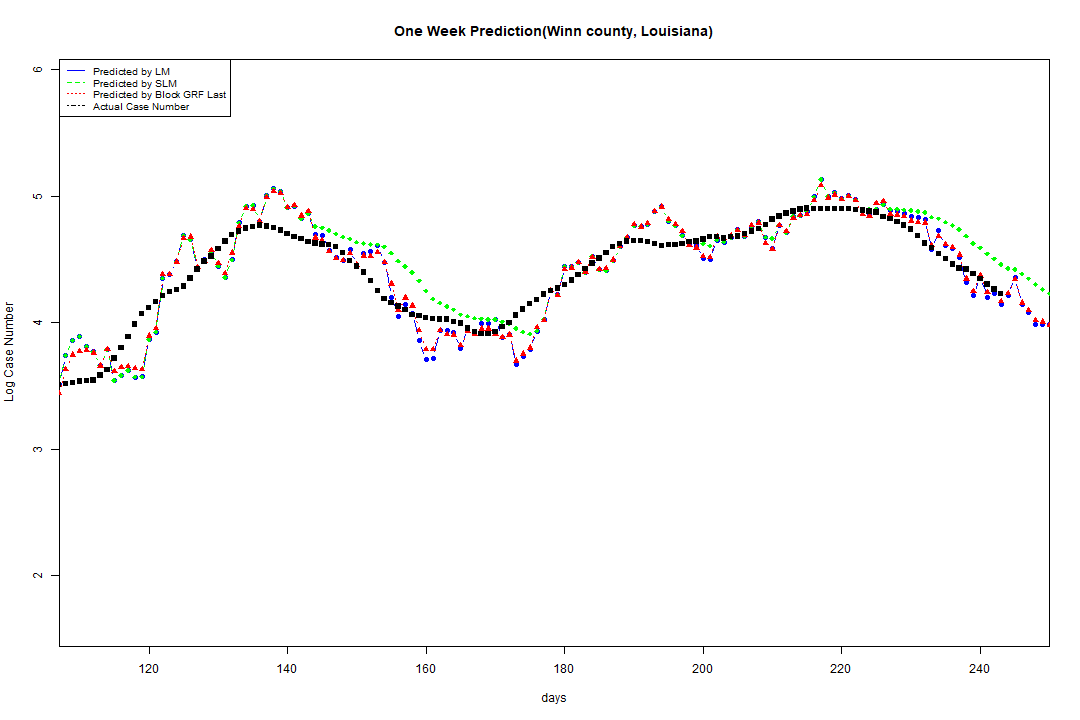 One Week Prediction(Winn county, Louisiana)
Predicted by LM
Predicted by SLM
Predicted by Block GRF Last
Actual Case Number
6
5
4
3
2
Log Case Number
120 140 160 180 200 220 240
days